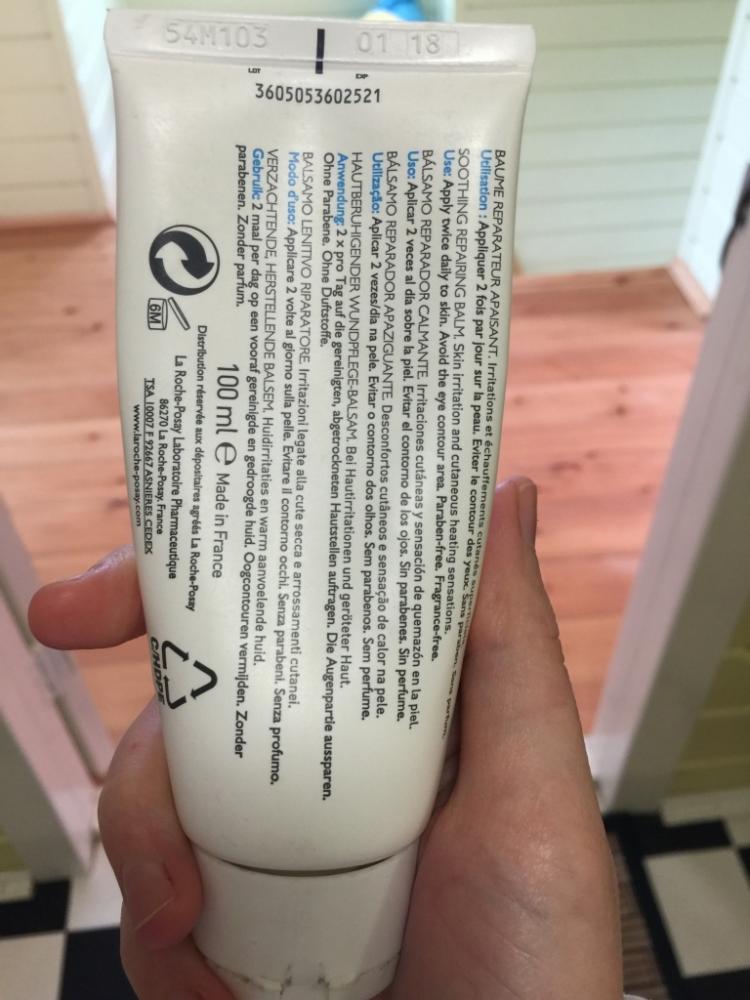 54M103 01 18
LOT EXP
3605053602521
BAUME REPARATEUR APAISANT. Irritations et échauffements cutanés
Utilisation : Appliquer 2 fois par jour sur la peau. Eviter le contour des yeux. Sans paraben. Sans parfum.
SOOTHING REPAIRING BALM. Skin irritation and cutaneous heating sensations.
Use: Apply twice daily to skin. Avoid the eye contour area. Paraben-free. Fragrance-free.
BÁLSAMO REPARADOR CALMANTE. Irritaciones cutáneas y sensación de quemazón en la piel.
Uso: Aplicar 2 veces al día sobre la piel. Evitar el contorno de los ojos. Sin parabenes. Sin perfume.
BÁLSAMO REPARADOR APAZIGUANTE. Desconfortos cutâneos e sensação de calor na pele.
Utilização: Aplicar 2 vezes/dia na pele. Evitar o contorno dos olhos. Sem parabenos. Sem perfume.
HAUTBERUHIGENDER WUNDPFLEGE-BALSAM. Bei Hautirritationen und geröteter Haut.
Anwendung: 2 x pro Tag auf die gereinigten, abgetrockneten Hautstellen auftragen. Die Augenpartie aussparen.
Ohne Parabene. Ohne Duftstoffe.
BALSAMO LENITIVO RIPARATORE. Irritazioni legate alla cute secca e arrossamenti cutanei.
Modo d'uso: Applicare 2 volte al giorno sulla pelle. Evitare il contorno occhi. Senza parabeni. Senza profumo.
VERZACHTENDE, HERSTELLENDE BALSEM. Huidirritaties en warm aanvoelende huid.
Gebruik: 2 maal per dag op een vooraf gereinigde en gedroogde huid. Oogcontouren vermijden. Zonder
parabenen. Zonder parfum.
100 ml e Made in France
Distribution réservée aux dépositaires agréés La Roche-Posay
La Roche-Posay Laboratoire Pharmaceutique
86270 La Roche-Posay. France
TSA 10007 F 92667 ASNIERES CEDEX
www.laroche-posay.com
6M
C/HDPE